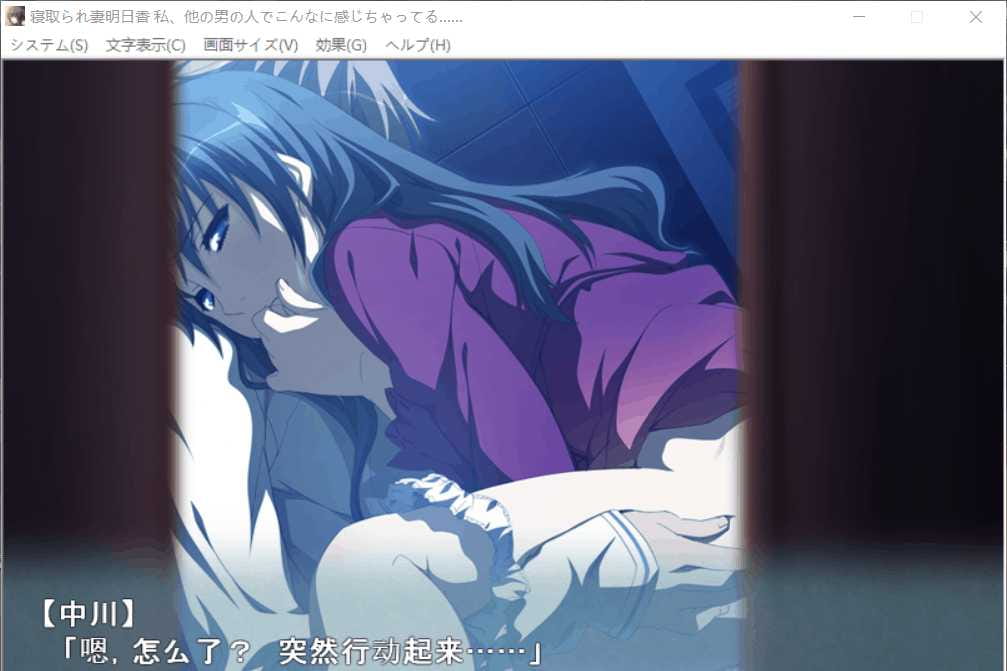 寝取られ妻明日香 私、他の男の人でこんなに感じちゃってる……
システム(S) 文字表示(C) 画面サイズ(V) 効果(G) ヘルプ(H)
【中川】
「嗯, 怎么了？ 突然行动起来……」